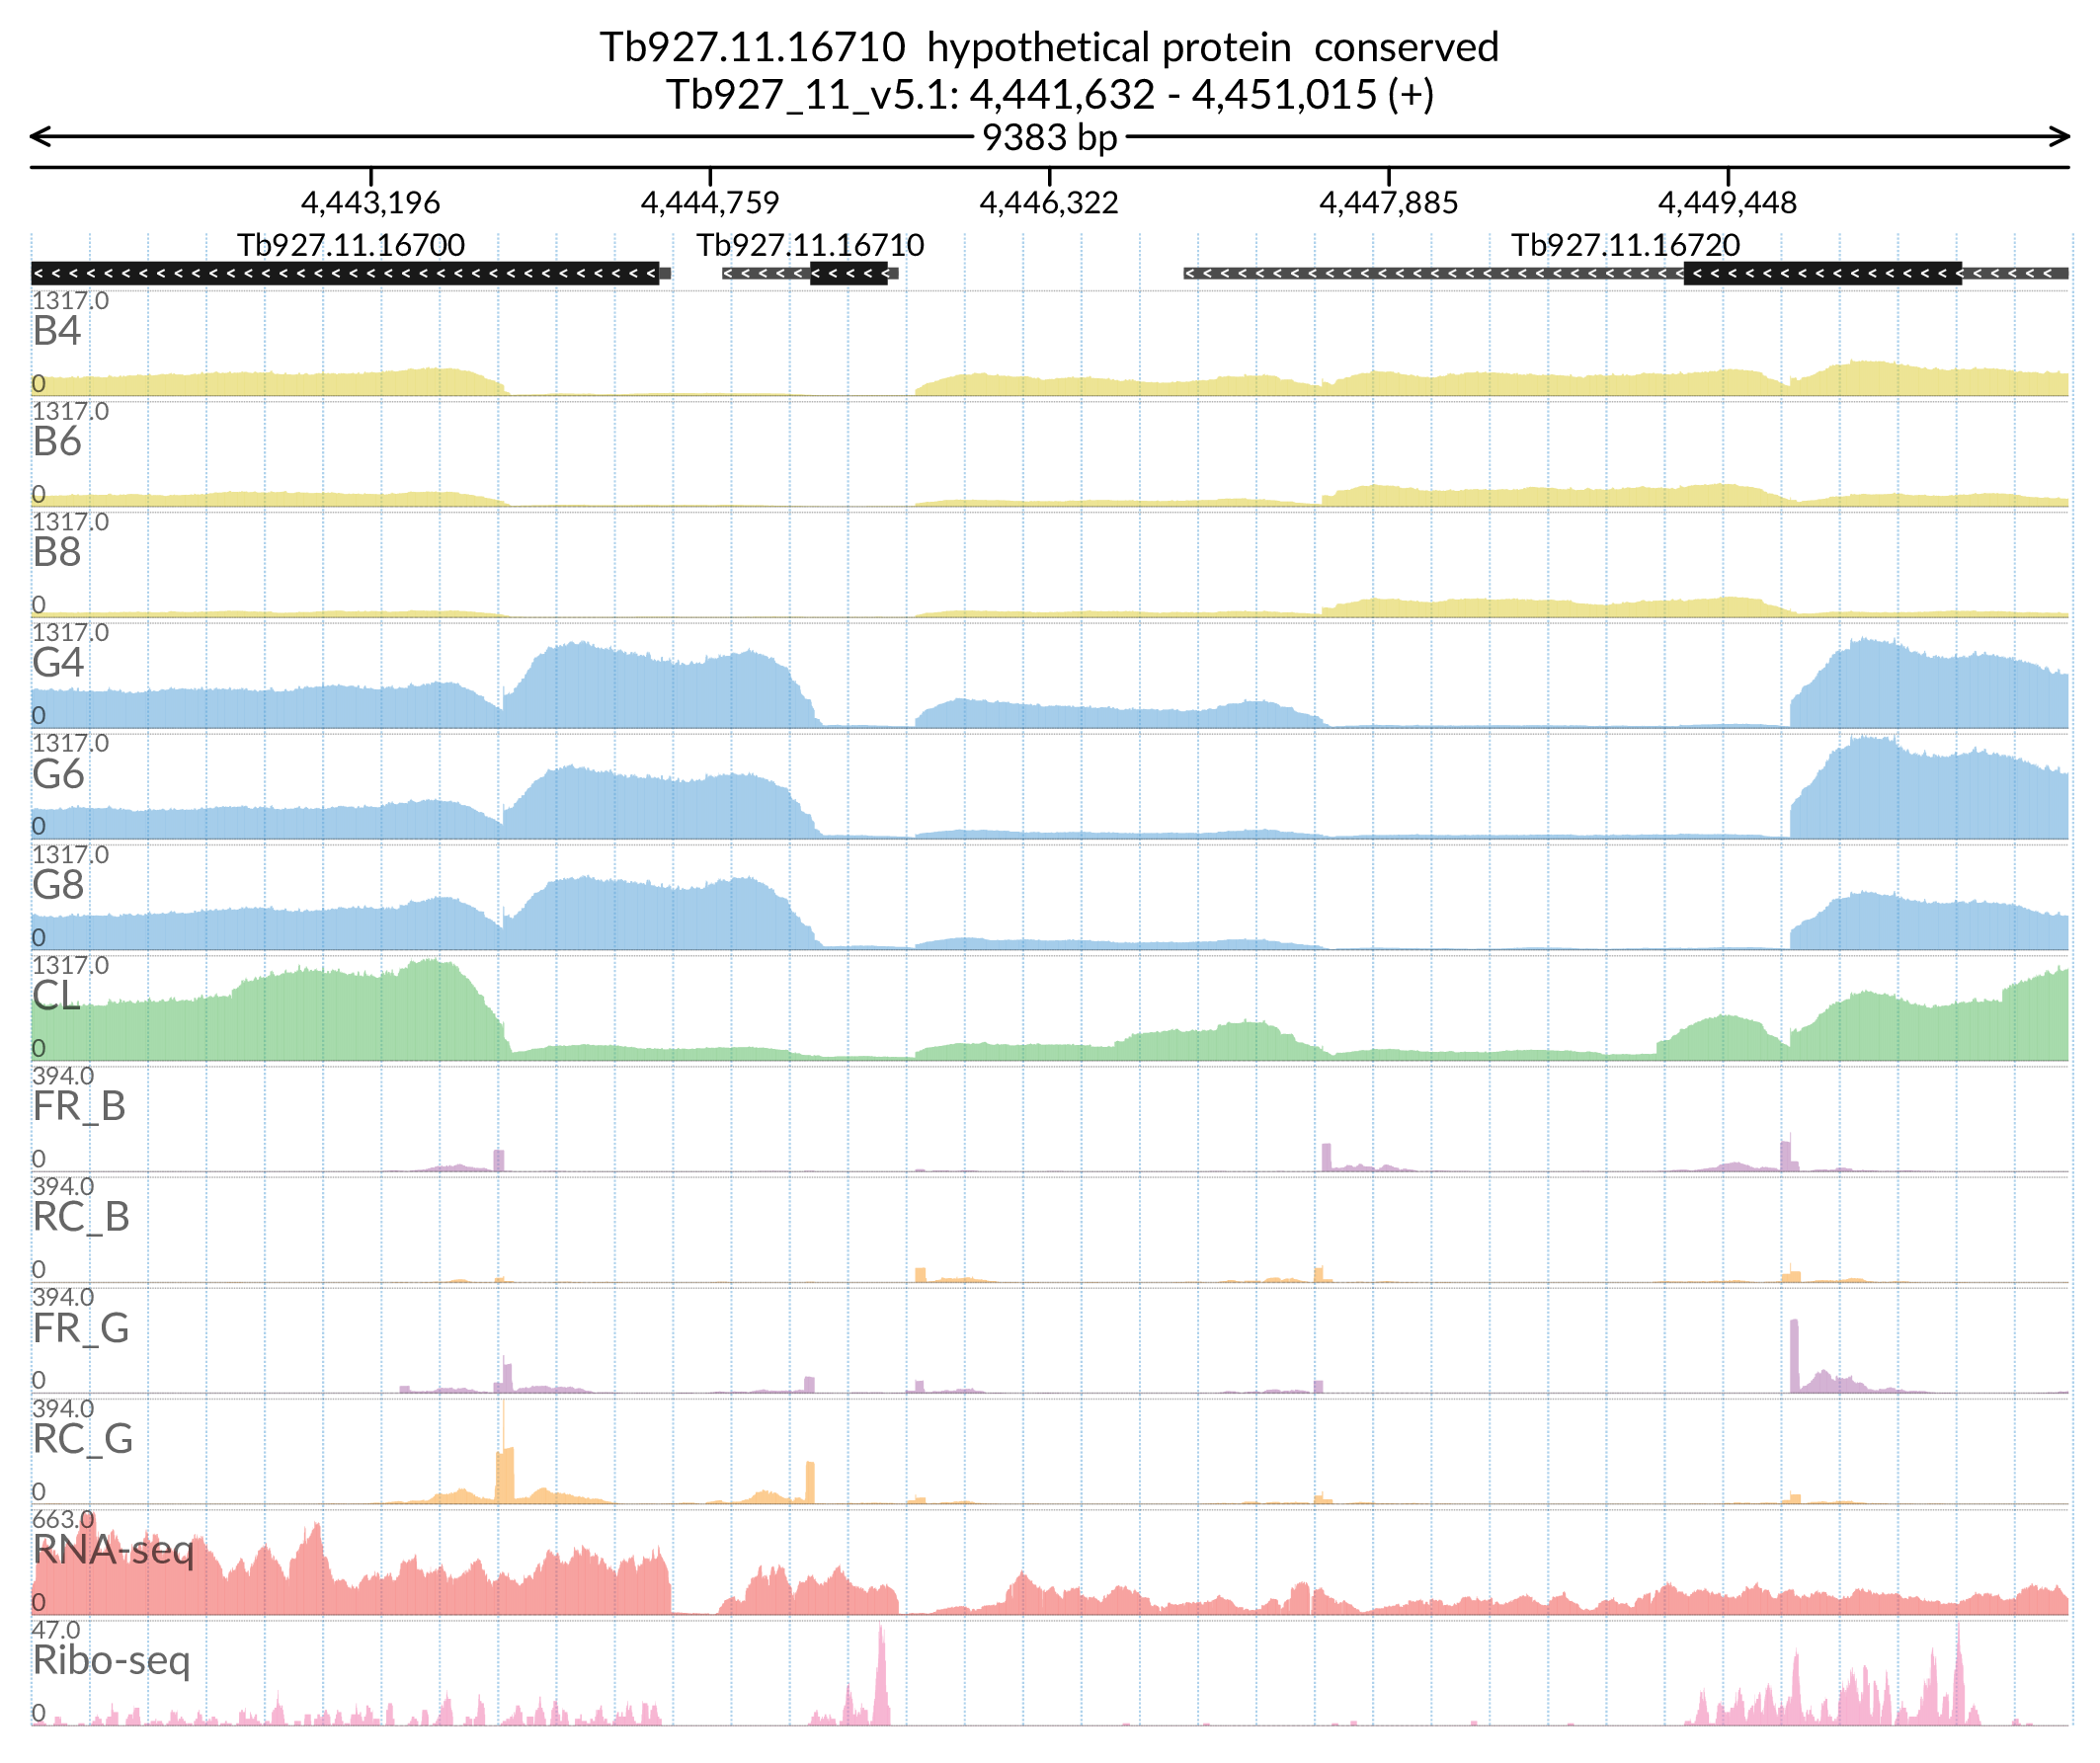 Tb927.11.16710 hypothetical protein conserved
Tb927_11_v5.1: 4,441,632 - 4,451,015 (+)
9383 bp
4,443,196 4,444,759 4,446,322 4,447,885 4,449,448
Tb927.11.16700 Tb927.11.16710 Tb927.11.16720
1317.0
B4
0
1317.0
B6
0
1317.0
B8
0
1317.0
G4
0
1317.0
G6
0
1317.0
G8
0
1317.0
CL
0
394.0
FR_B
0
394.0
RC_B
0
394.0
FR_G
0
394.0
RC_G
0
663.0
RNA-seq
0
47.0
Ribo-seq
0